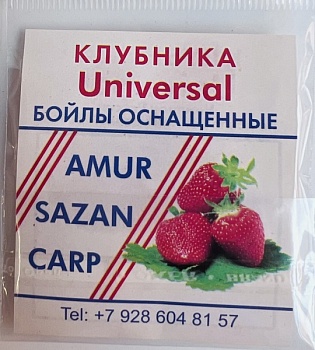 КЛУБНИКА
Universal
БОЙЛЫ ОСНАЩЕННЫЕ
AMUR
SAZAN
CARP
Tel: +7 928 604 81 57